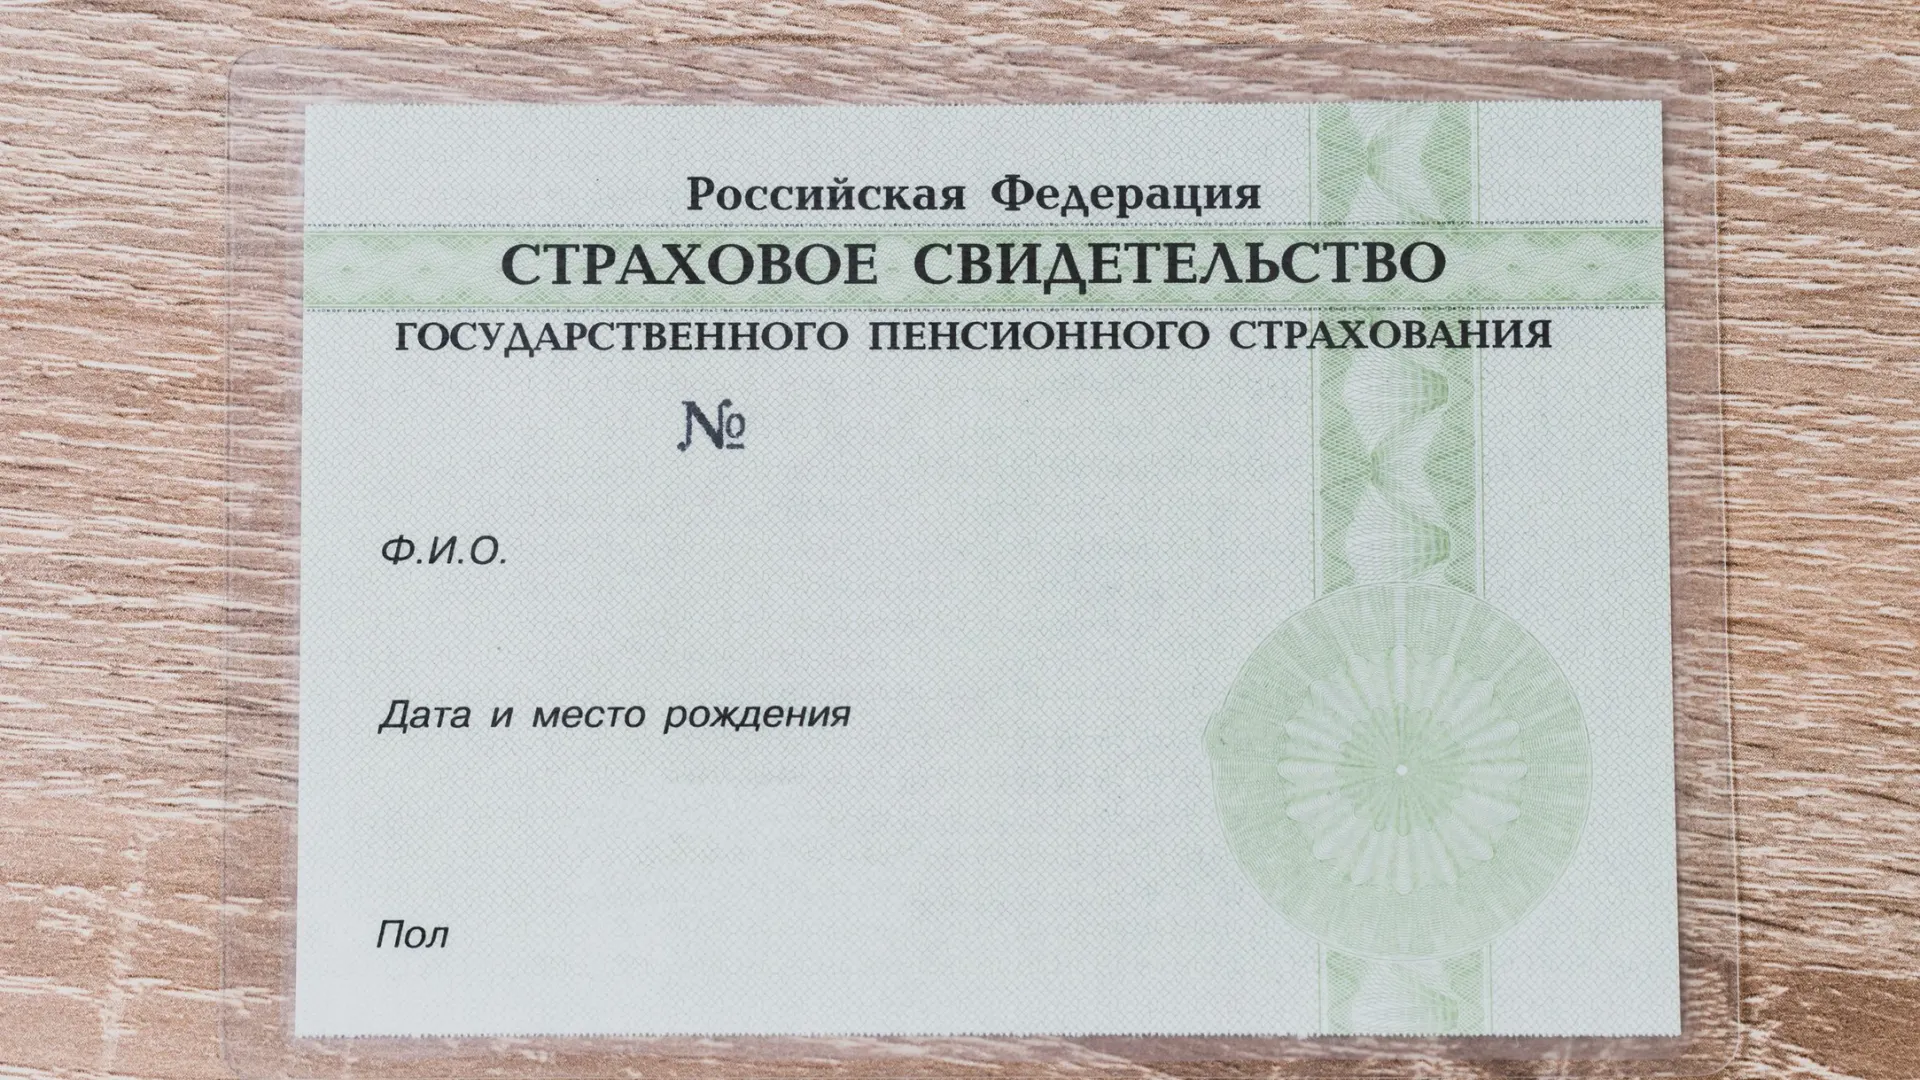 Российская Федерация
СТРАХОВОЕ СВИДЕТЕЛЬСТВО
ГОСУДАРСТВЕННОГО ПЕНСИОННОГО СТРАХОВАНИЯ
№
Ф.И.О.
Дата и место рождения
Пол